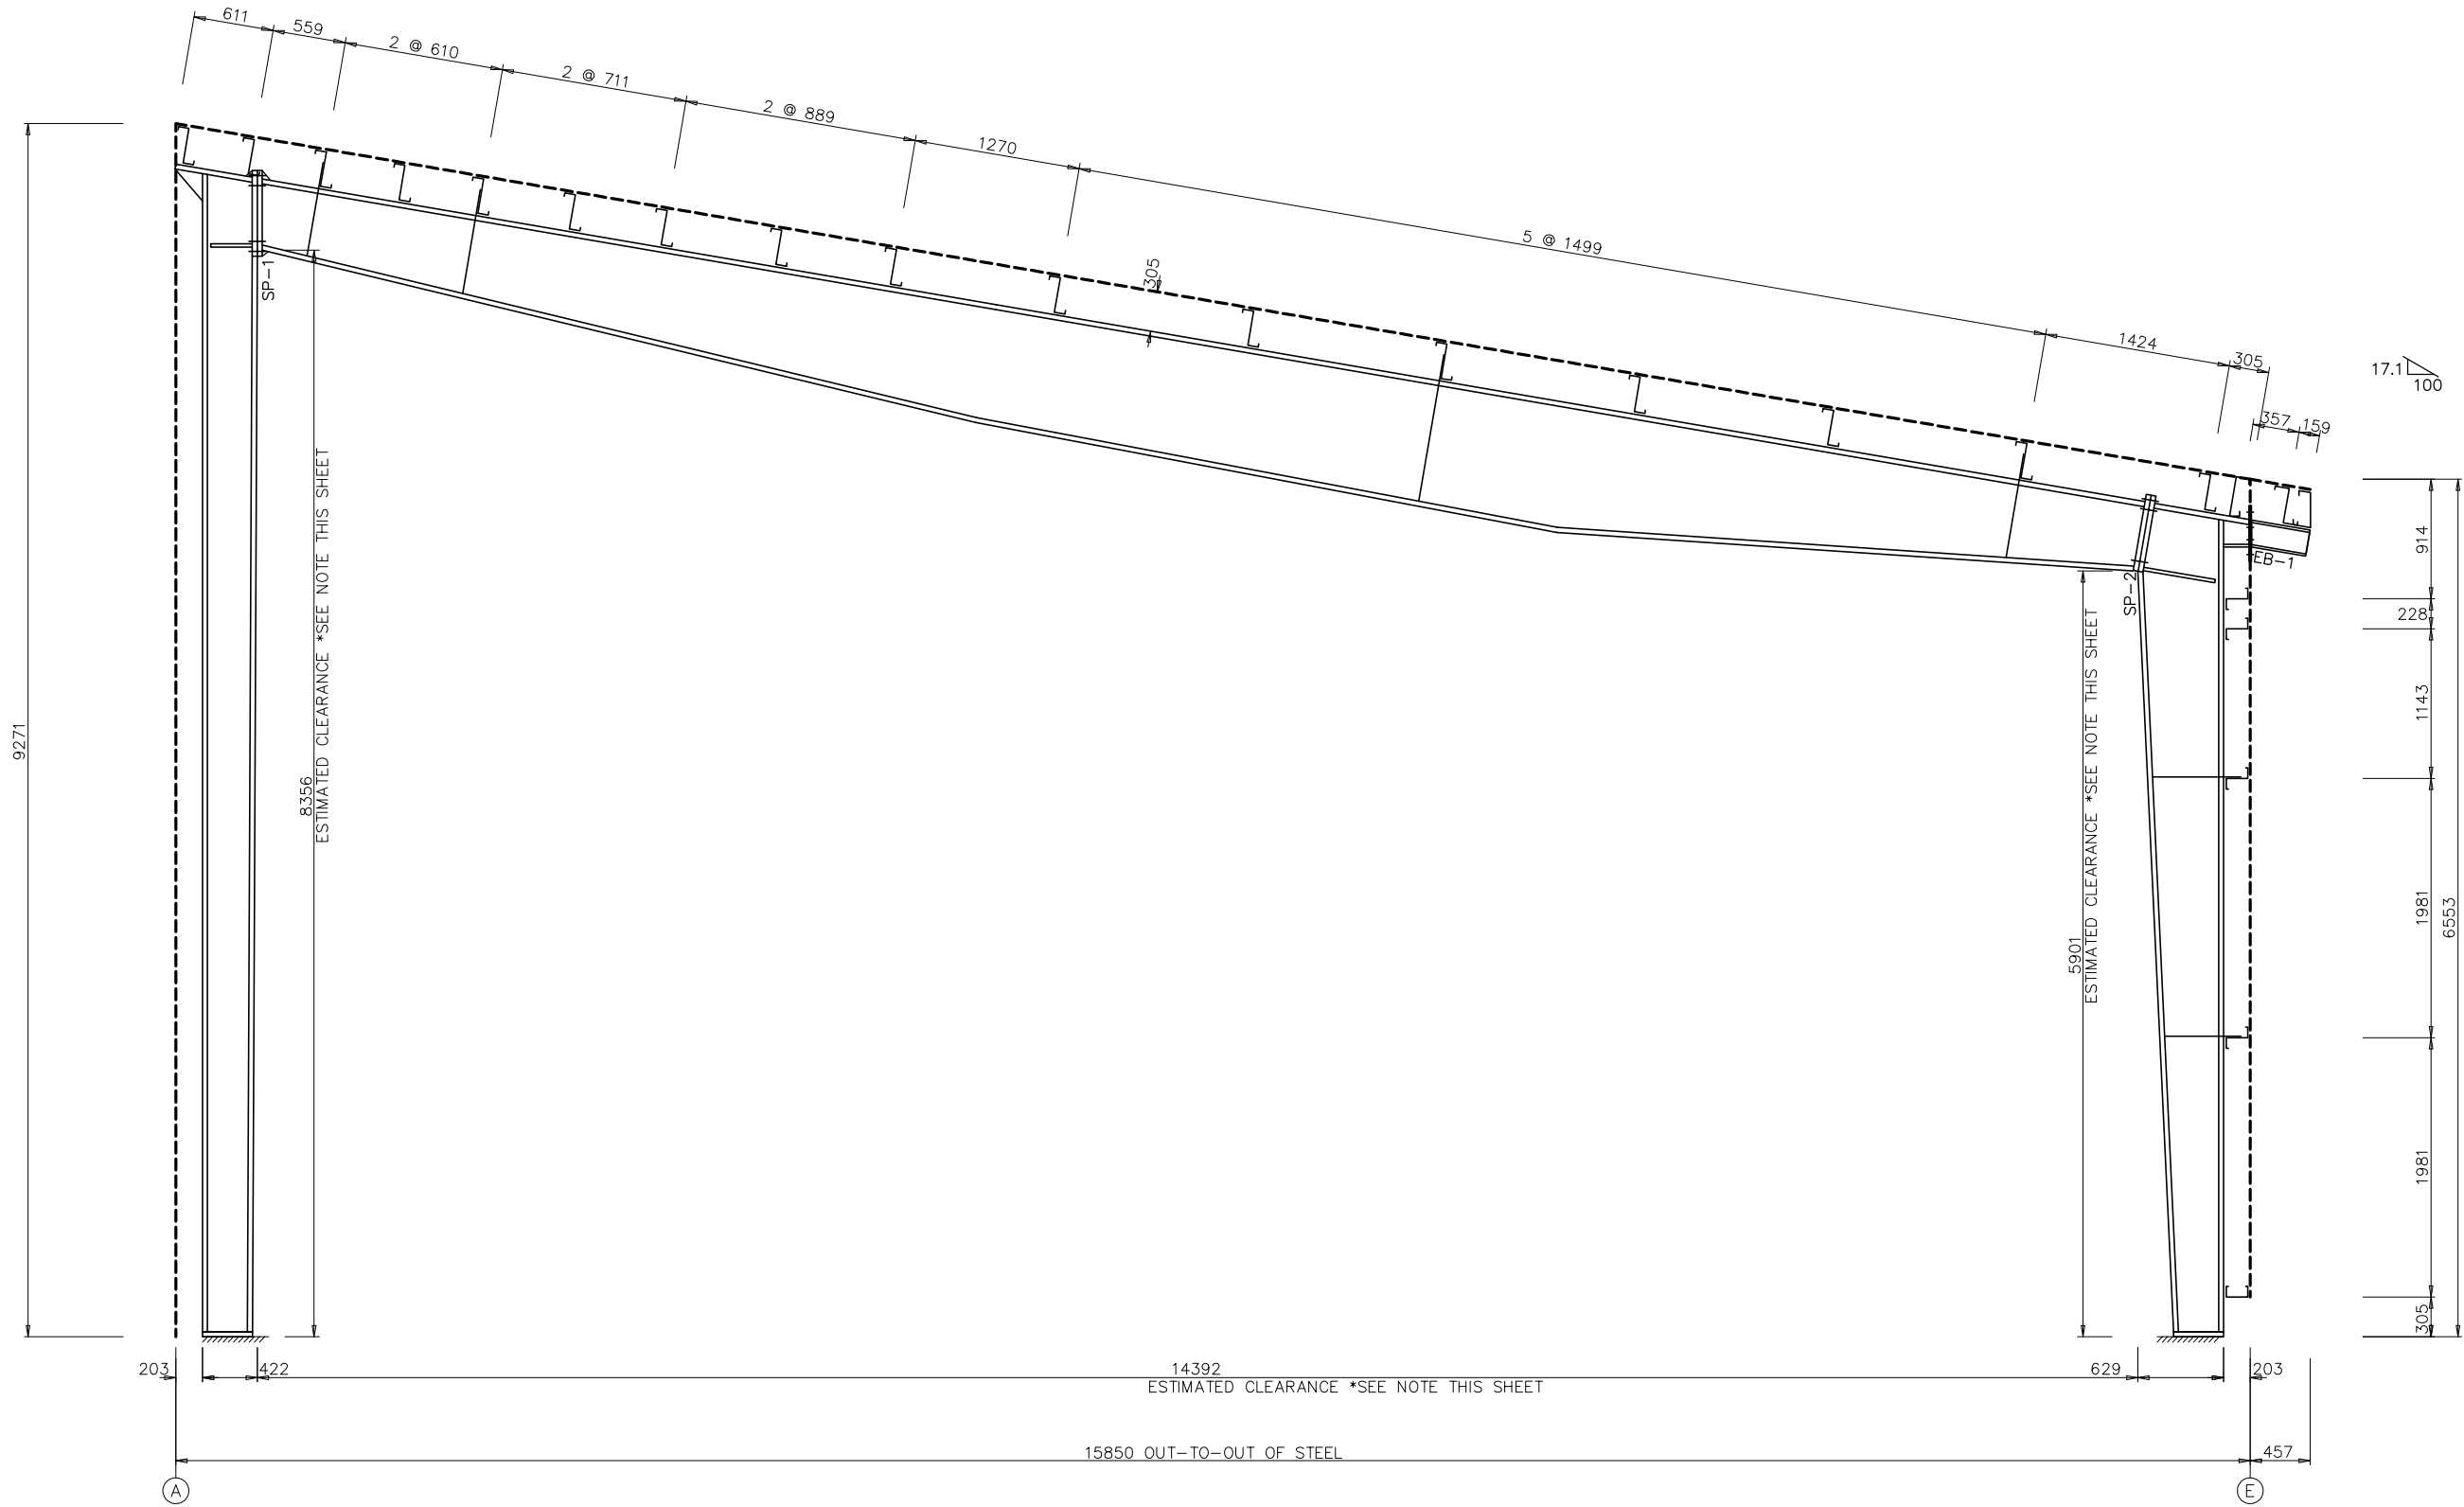 611
559
2 @ 610
2 @ 711
2 @ 889
1270
5 @ 1499
305
1424
305
17.1
100
357
159
SP-1
SP-2
EB-1
9271
8356
ESTIMATED CLEARANCE *SEE NOTE THIS SHEET
5901
ESTIMATED CLEARANCE *SEE NOTE THIS SHEET
914
228
1143
1981
6553
1981
305
203
422
14392
ESTIMATED CLEARANCE *SEE NOTE THIS SHEET
629
203
15850 OUT-TO-OUT OF STEEL
457
A
E